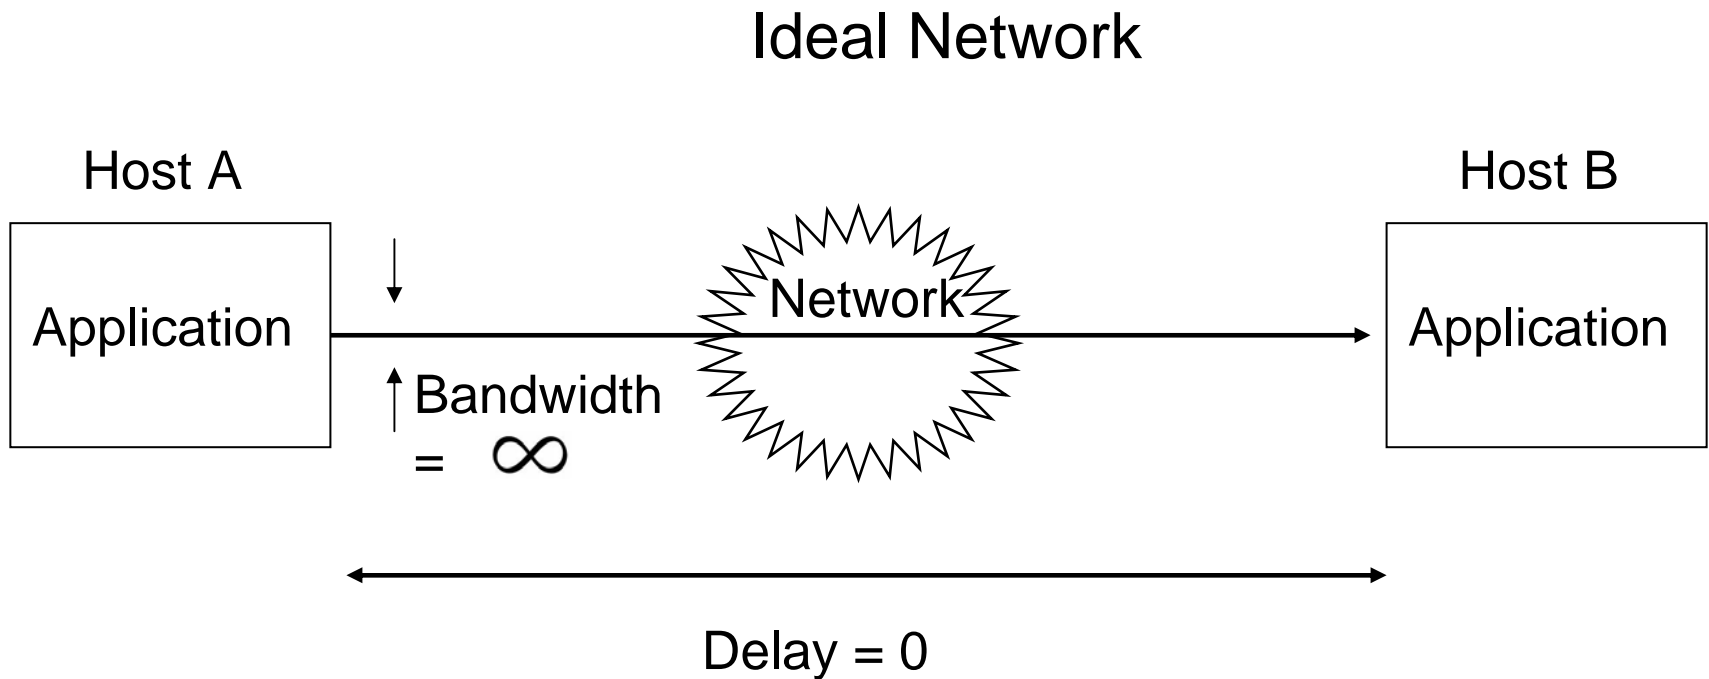 Ideal Network
Host A
Host B
Application
Network
Application
Bandwidth
= ∞
Delay = 0